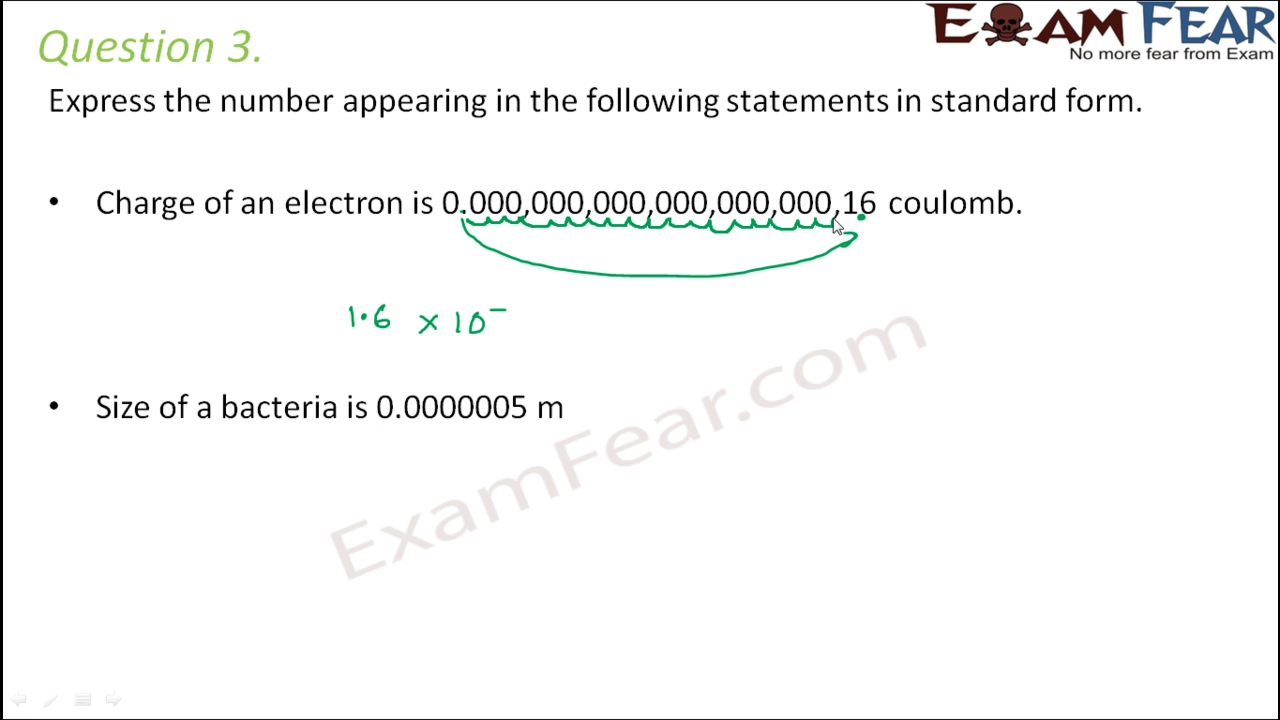 Question 3.
EXAM FEAR
No more fear from Exam
Express the number appearing in the following statements in standard form.
• Charge of an electron is 0.000,000,000,000,000,000,16 coulomb.
1.6 × 10⁻
• Size of a bacteria is 0.0000005 m
ExamFear.com